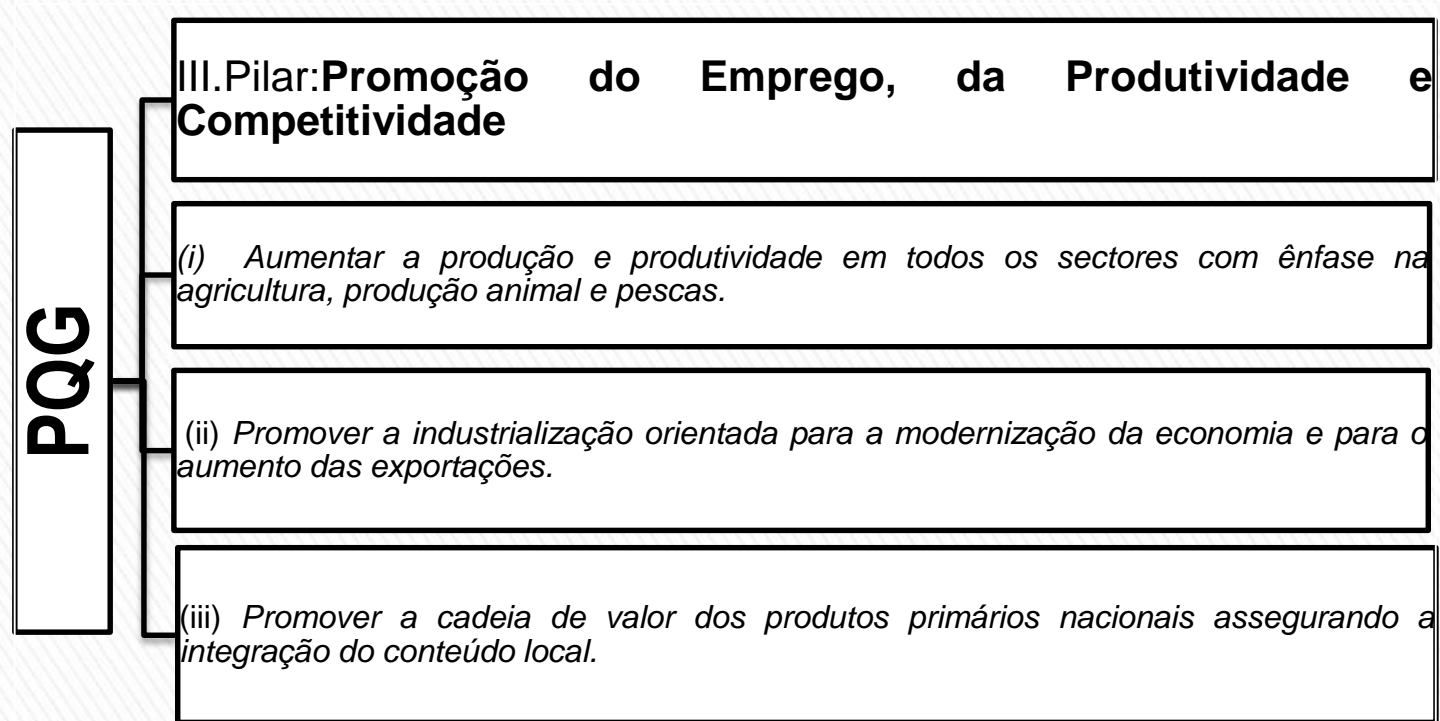 PQG
III.Pilar:Promoção do Emprego, da Produtividade e
Competitividade
(i) Aumentar a produção e produtividade em todos os sectores com ênfase na
agricultura, produção animal e pescas.
(ii) Promover a industrialização orientada para a modernização da economia e para o
aumento das exportações.
(iii) Promover a cadeia de valor dos produtos primários nacionais assegurando a
integração do conteúdo local.